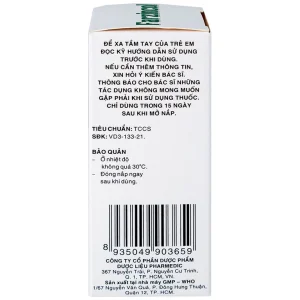 ĐỂ XA TẦM TAY CỦA TRẺ EM
ĐỌC KỸ HƯỚNG DẪN SỬ DỤNG
TRƯỚC KHI DÙNG.
NẾU CẦN THÊM THÔNG TIN,
XIN HỎI Ý KIẾN BÁC SĨ.
THÔNG BÁO CHO BÁC SĨ NHỮNG
TÁC DỤNG KHÔNG MONG MUỐN
GẶP PHẢI KHI SỬ DỤNG THUỐC.
CHỈ DÙNG TRONG 15 NGÀY
SAU KHI MỞ NẮP.
TIÊU CHUẨN: TCCS
SĐK: VD3-133-21.
BẢO QUẢN
- Ở nhiệt độ
không quá 30°C.
- Đóng nắp ngay
sau khi dùng.
8 935049 903659
CÔNG TY CỔ PHẦN DƯỢC PHẨM
DƯỢC LIỆU PHARMEDIC
367 Nguyễn Trãi, P. Nguyễn Cư Trinh,
Q. 1, TP. HCM, VN.
Sản xuất tại nhà máy GMP - WHO
1/67 Nguyễn Văn Quá, P. Đông Hưng Thuận,
Quận 12, TP. HCM.